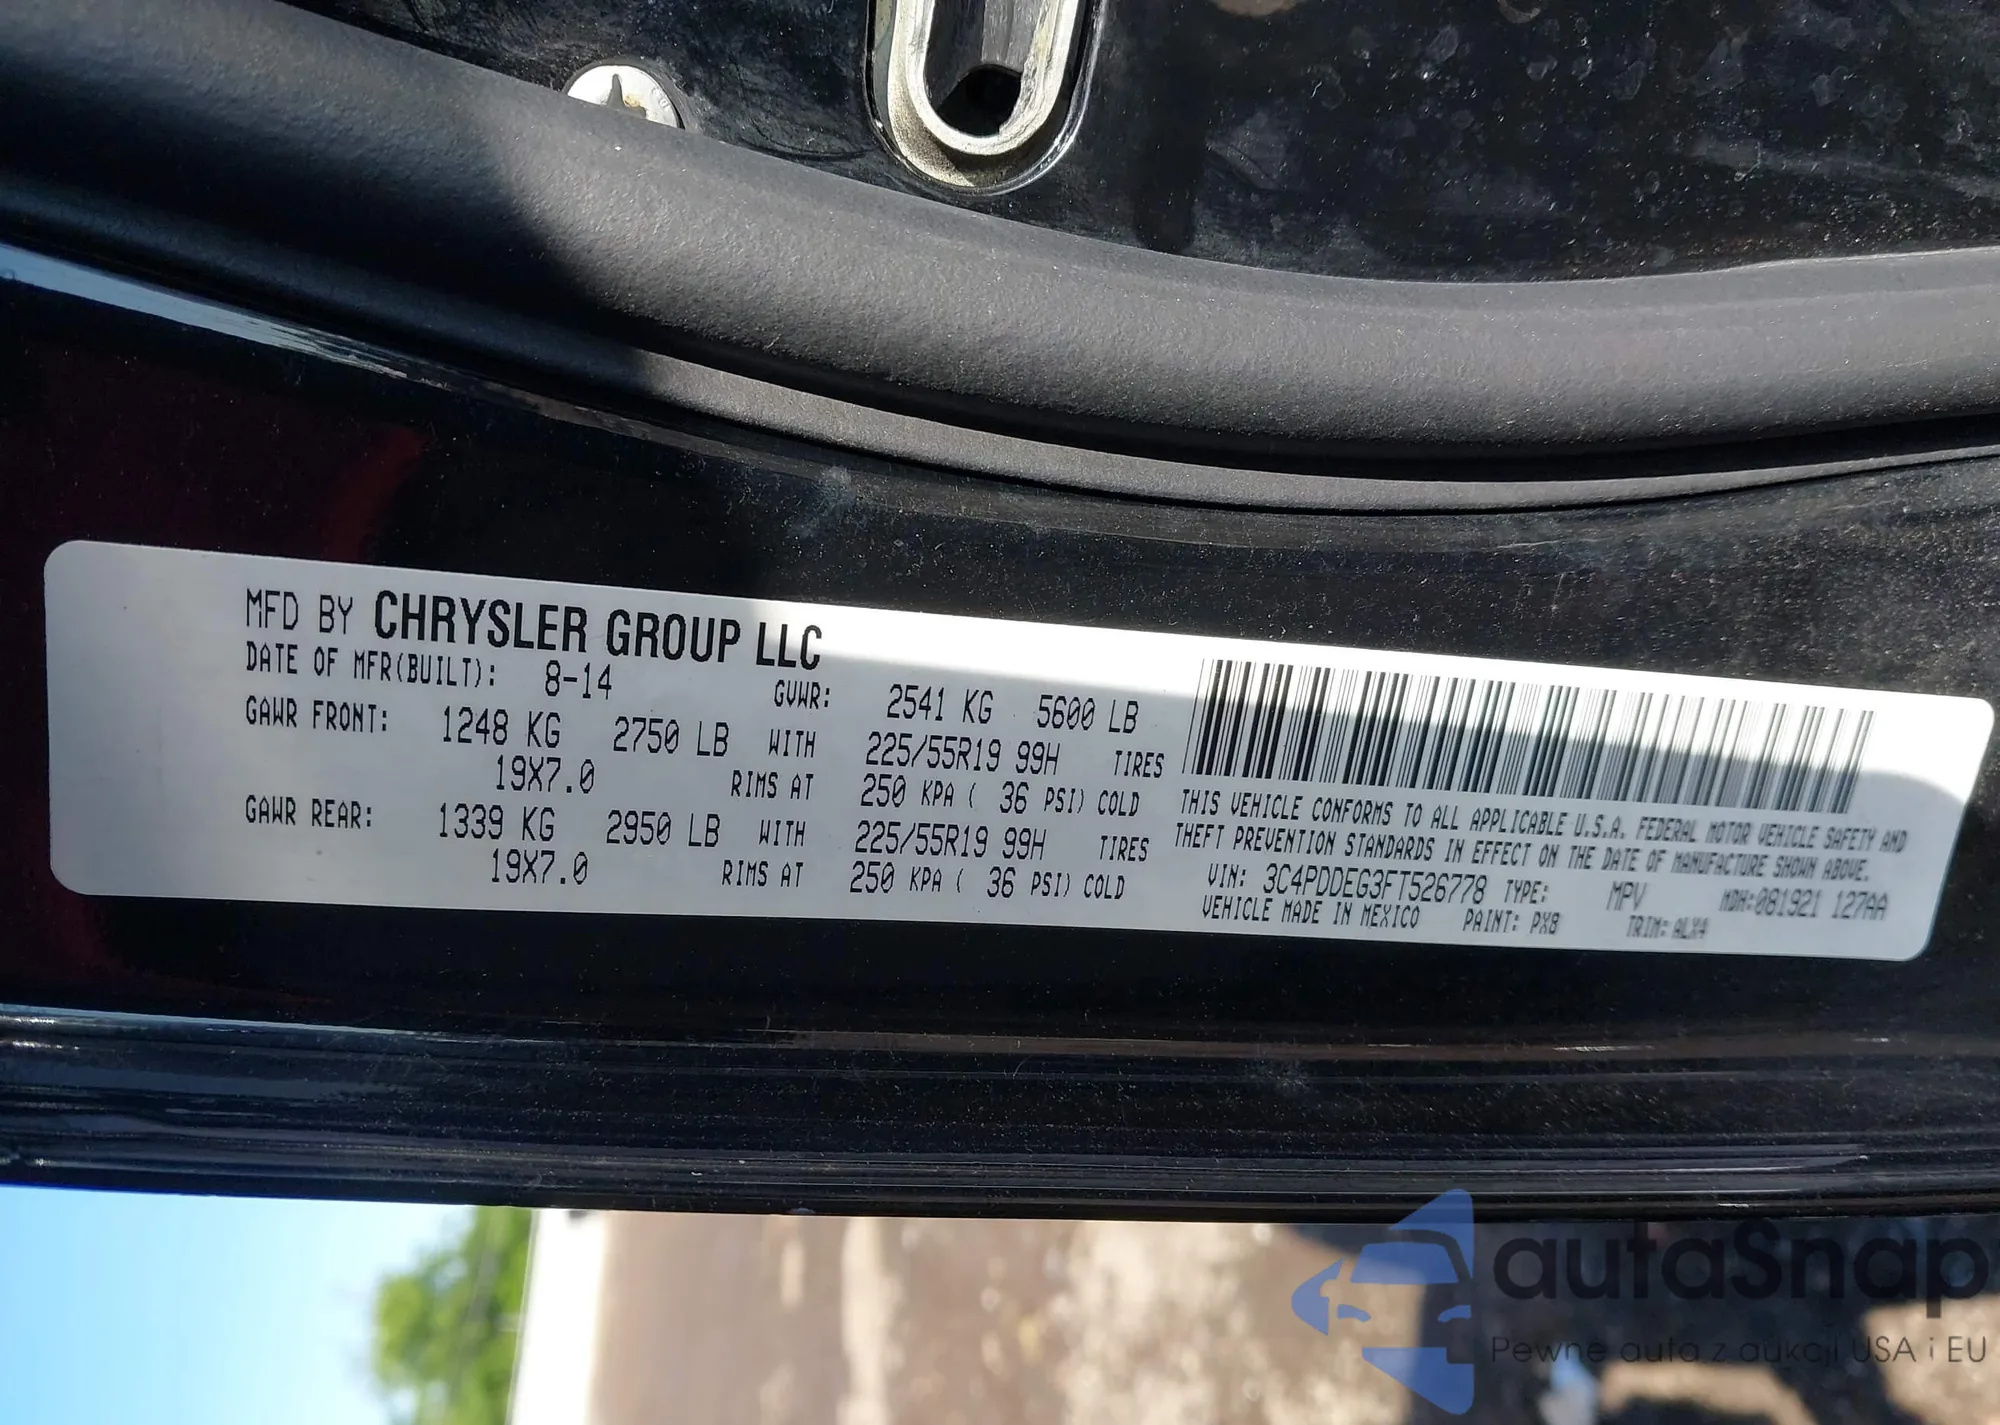 MFD BY CHRYSLER GROUP LLC
DATE OF MFR(BUILT): 8-14 GVWR: 2541 KG 5600 LB
GAWR FRONT: 1248 KG 2750 LB WITH 225/55R19 99H TIRES
19X7.0 RIMS AT 250 KPA ( 36 PSI) COLD
GAWR REAR: 1339 KG 2950 LB WITH 225/55R19 99H TIRES
19X7.0 RIMS AT 250 KPA ( 36 PSI) COLD
THIS VEHICLE CONFORMS TO ALL APPLICABLE U.S.A. FEDERAL MOTOR VEHICLE SAFETY AND
THEFT PREVENTION STANDARDS IN EFFECT ON THE DATE OF MANUFACTURE SHOWN ABOVE.
VIN: 3C4PDDEG3FT526778 TYPE: MPV MDH:081921 127AA
VEHICLE MADE IN MEXICO PAINT: PX8 TRIM: ALX4
autaSnap
Pewne auta z aukcji USA i EU